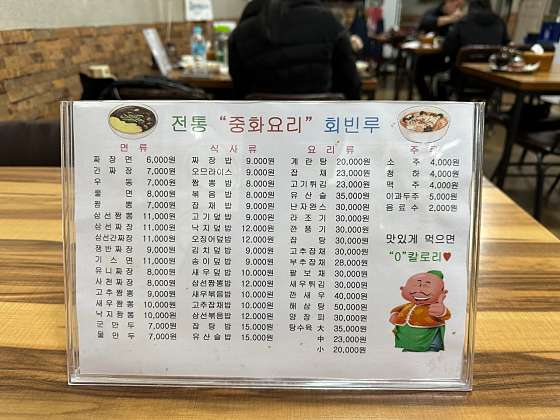 전통 "중화요리" 회빈루
면 류
짜 장 면 6,000원
간 짜 장 7,000원
우 동 7,000원
울 면 8,000원
짬 뽕 7,000원
삼선짬뽕 11,000원
삼선울면 11,000원
삼선간짜장 11,000원
쟁반짜장 9,000원
기 스 면 11,000원
유니짜장 8,000원
사천짜장 8,000원
고추짬뽕 9,000원
새우짬뽕 10,000원
낙지짬뽕 10,000원
군 만 두 7,000원
물 만 두 7,000원
식 사 류
짜 장 밥 9,000원
오므라이스 9,000원
짬 뽕 밥 8,000원
볶 음 밥 8,000원
잡 채 밥 9,000원
고기덮밥 9,000원
낙지덮밥 12,000원
오징어덮밥 12,000원
김치덮밥 9,000원
송이덮밥 9,000원
새우덮밥 10,000원
삼선짬뽕밥 12,000원
새우볶음밥 10,000원
고추잡채밥 10,000원
삼선볶음밥 12,000원
잡 탕 밥 15,000원
유산슬밥 15,000원
요 리 류
계 란 탕 20,000원
잡 채 23,000원
고기튀김 23,000원
유 산 슬 35,000원
난자완스 30,000원
라 조 기 30,000원
깐 풍 기 30,000원
잡 탕 30,000원
고추잡채 30,000원
부추잡채 28,000원
팔 보 채 30,000원
새우튀김 30,000원
깐 새 우 40,000원
해 삼 탕 50,000원
양 장 피 30,000원
탕수육 大 35,000원
中 23,000원
小 20,000원
주 류
소 주 4,000원
청 하 4,000원
맥 주 4,000원
이과두주 5,000원
음 료 수 2,000원
맛있게 먹으면
"0"칼로리♥